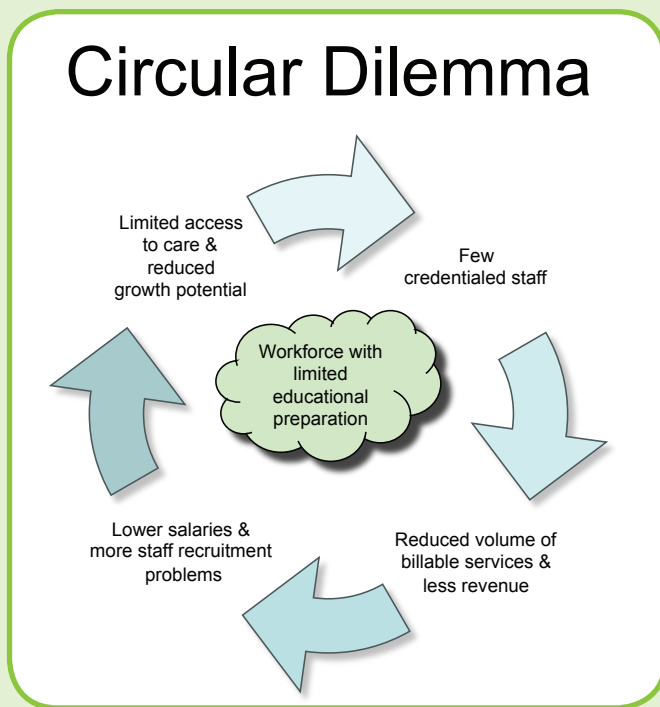 Circular Dilemma
Limited access
to care &
reduced
growth potential
Few
credentialed staff
Workforce with
limited
educational
preparation
Lower salaries &
more staff recruitment
problems
Reduced volume of
billable services &
less revenue